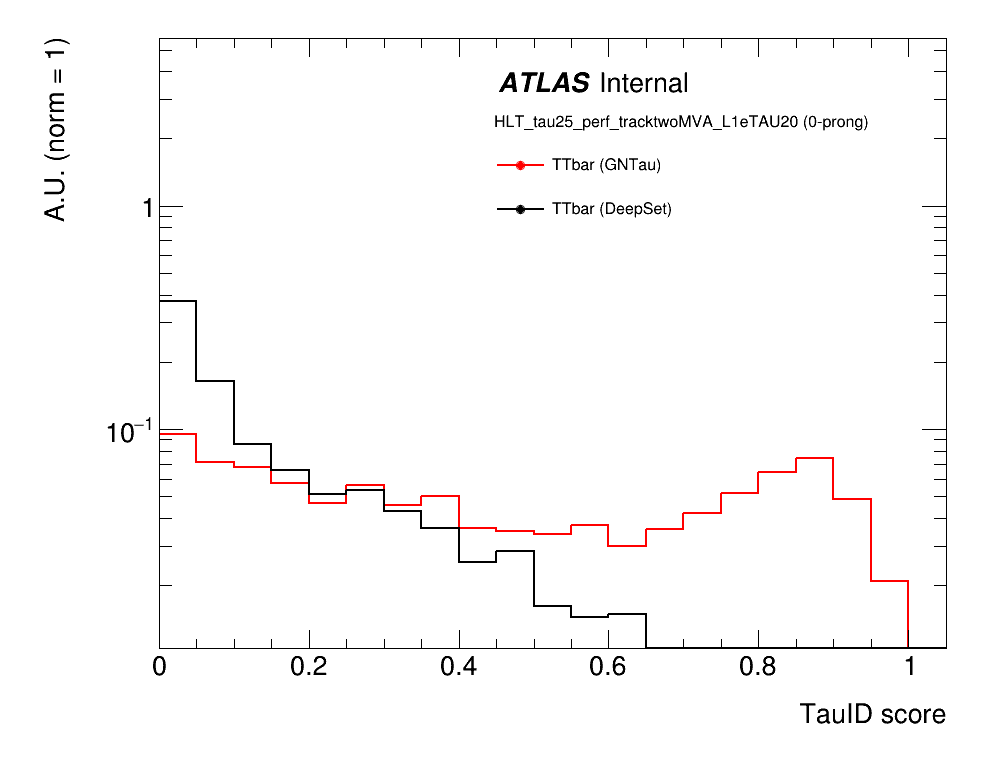 A.U. (norm = 1)
ATLAS Internal
HLT_tau25_perf_tracktwoMVA_L1eTAU20 (0-prong)
TTbar (GNTau)
TTbar (DeepSet)
1
10⁻¹
0 0.2 0.4 0.6 0.8 1
TauID score